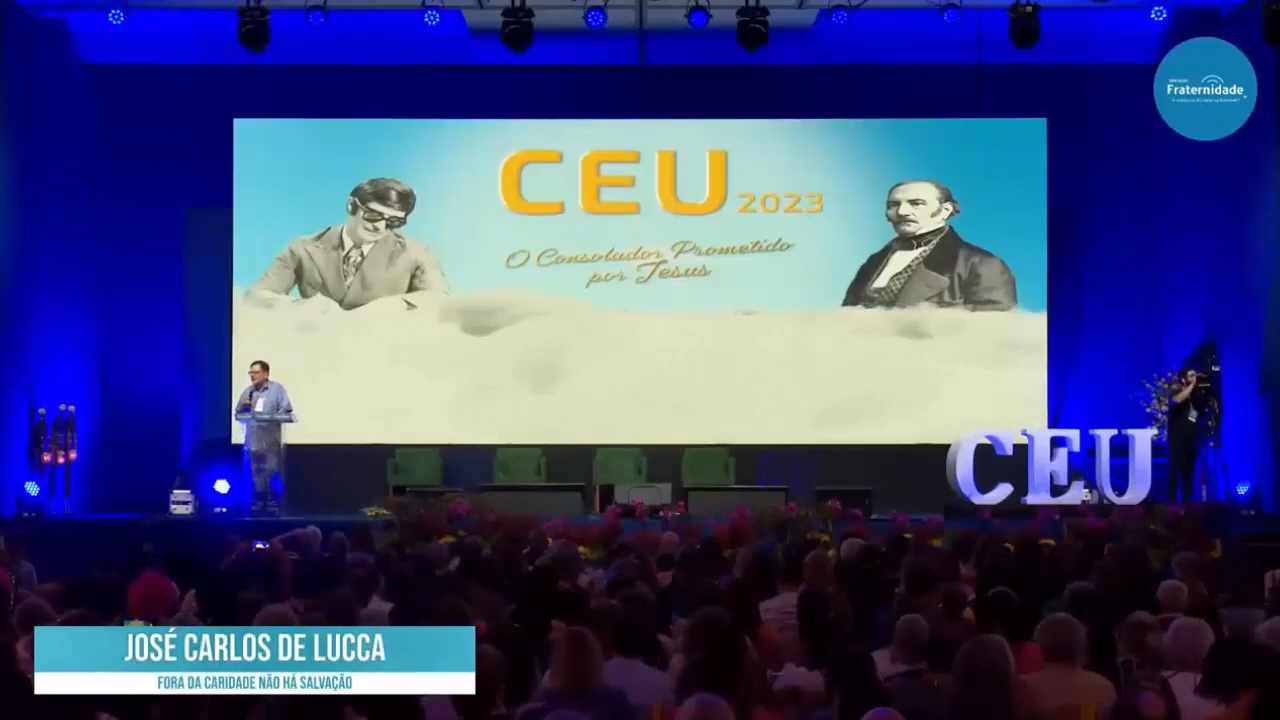 Fraternidade
CEU 2023
O Consolador Prometido
por Jesus
CEU
JOSÉ CARLOS DE LUCCA
FORA DA CARIDADE NÃO HÁ SALVAÇÃO